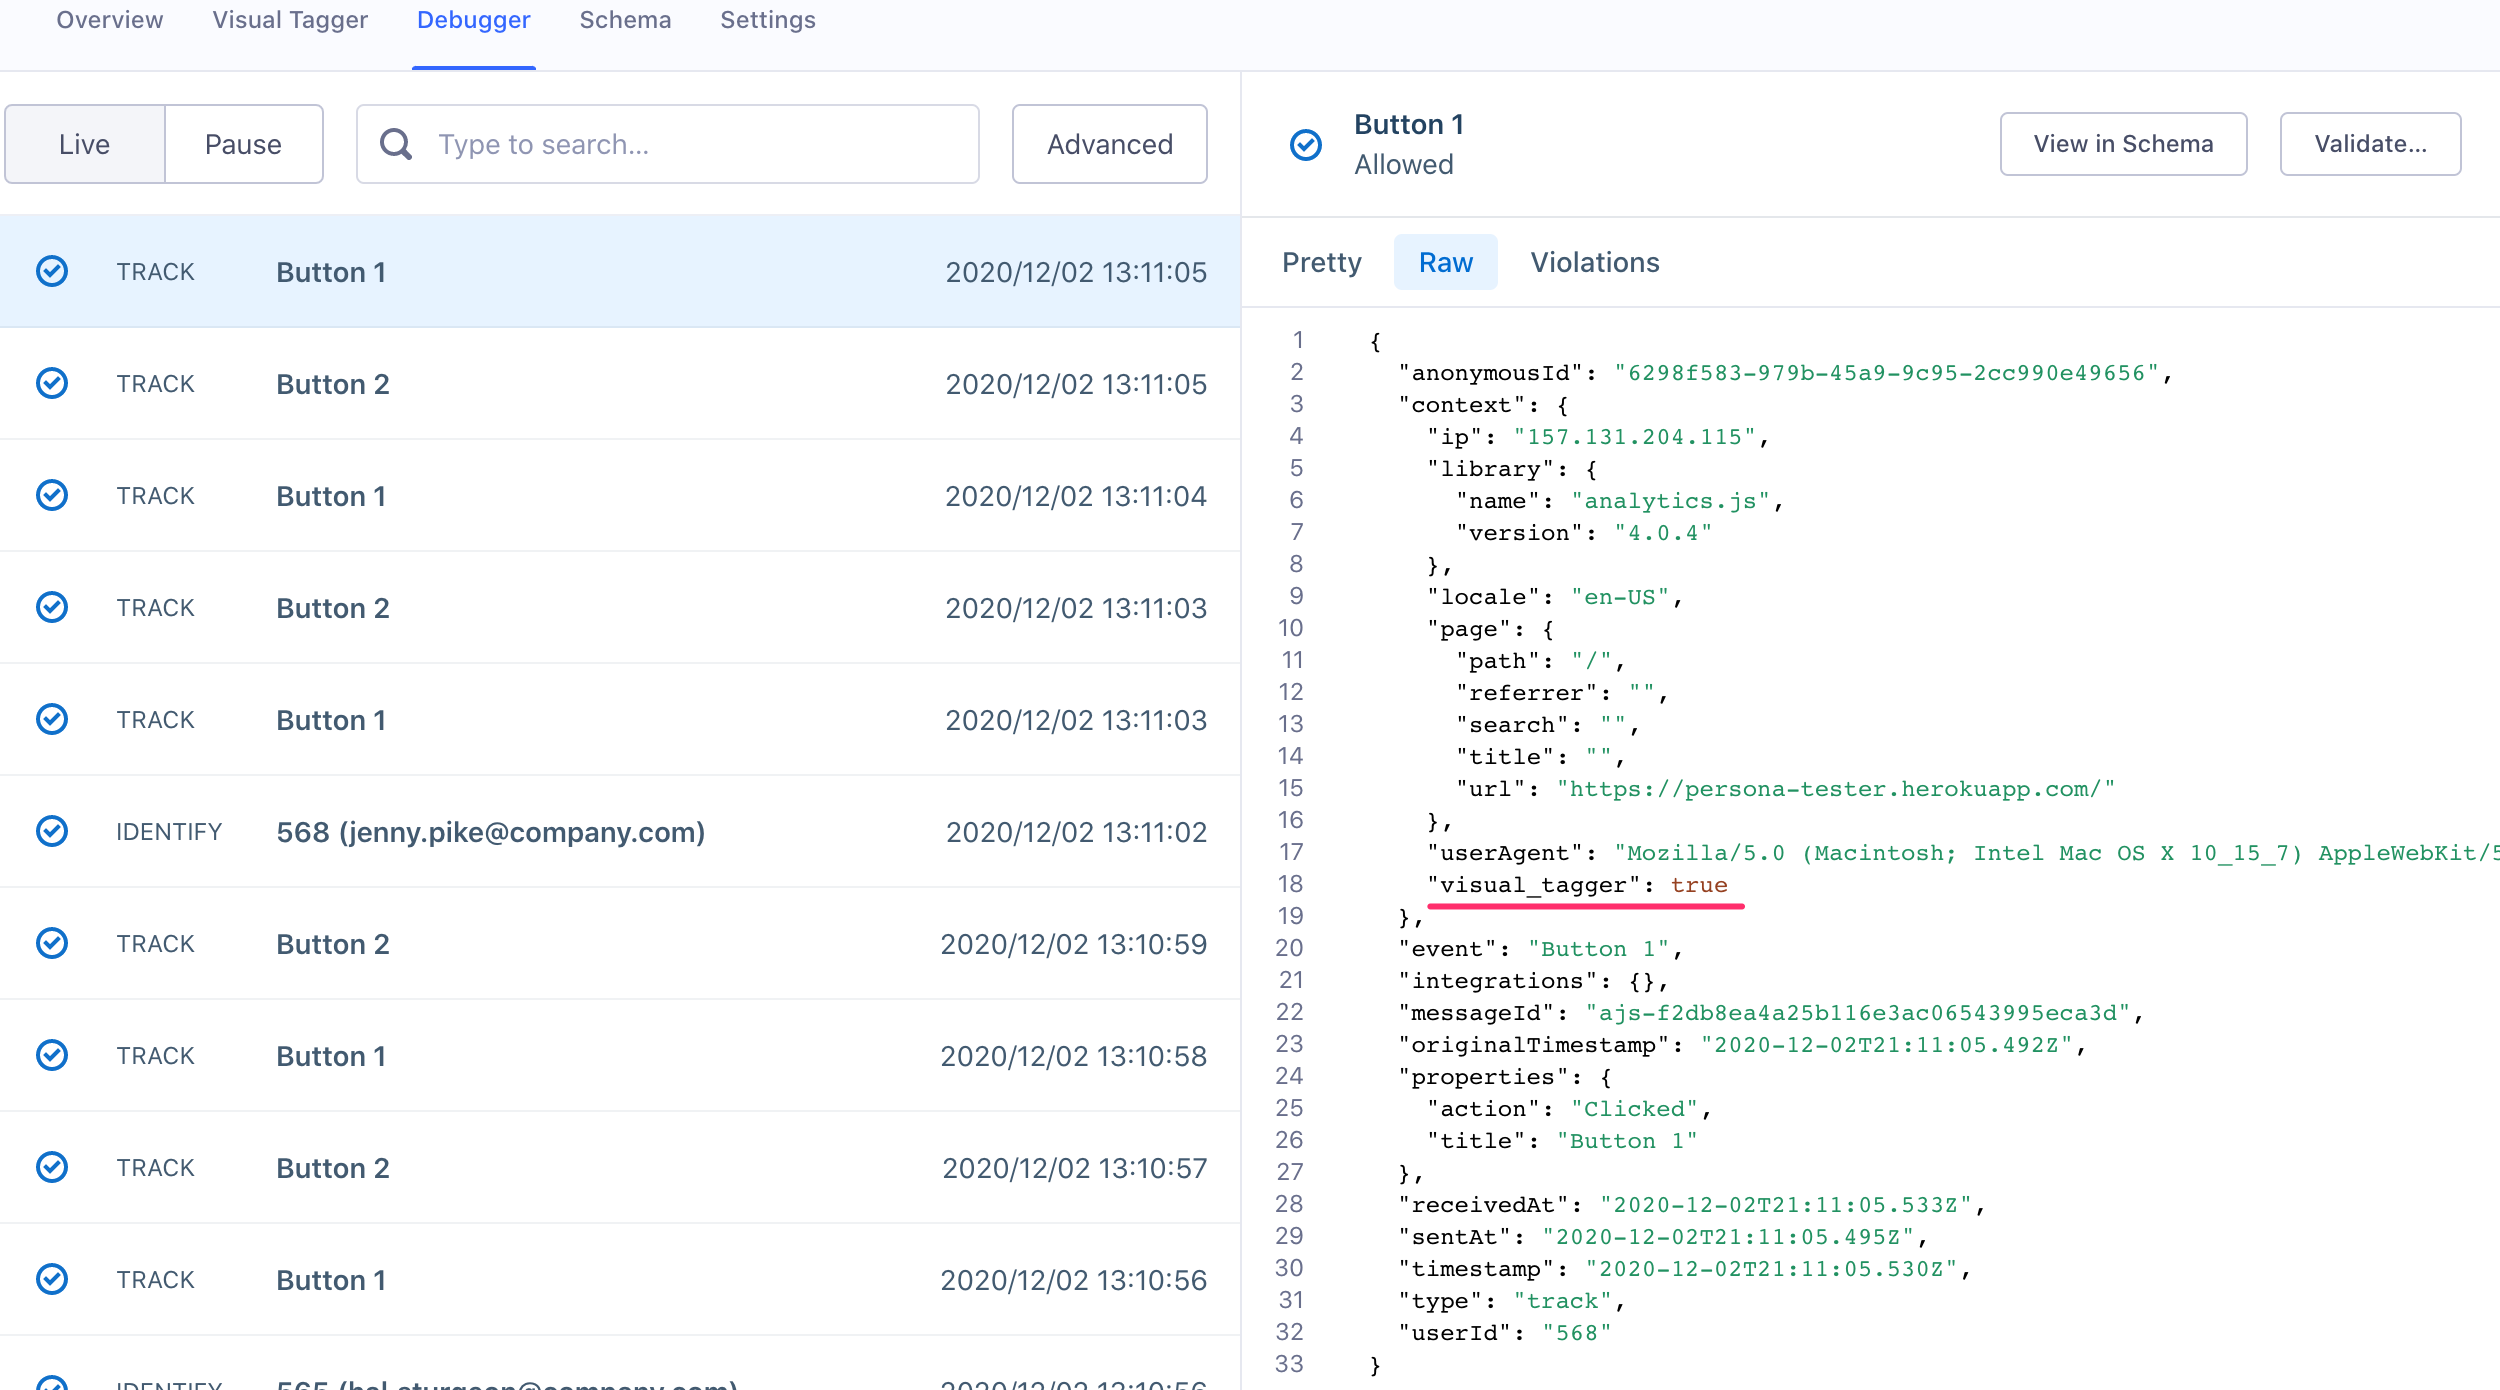 Overview Visual Tagger Debugger Schema Settings
Live Pause Type to search... Advanced
TRACK Button 1 2020/12/02 13:11:05
TRACK Button 2 2020/12/02 13:11:05
TRACK Button 1 2020/12/02 13:11:04
TRACK Button 2 2020/12/02 13:11:03
TRACK Button 1 2020/12/02 13:11:03
IDENTIFY 568 (jenny.pike@company.com) 2020/12/02 13:11:02
TRACK Button 2 2020/12/02 13:10:59
TRACK Button 1 2020/12/02 13:10:58
TRACK Button 2 2020/12/02 13:10:57
TRACK Button 1 2020/12/02 13:10:56
IDENTIFY 565 (hal.sturgeon@company.com) 2020/12/02 13:10:56
Button 1
Allowed
View in Schema Validate...
Pretty Raw Violations
1 {
2 "anonymousId": "6298f583-979b-45a9-9c95-2cc990e49656",
3 "context": {
4 "ip": "157.131.204.115",
5 "library": {
6 "name": "analytics.js",
7 "version": "4.0.4"
8 },
9 "locale": "en-US",
10 "page": {
11 "path": "/",
12 "referrer": "",
13 "search": "",
14 "title": "",
15 "url": "https://persona-tester.herokuapp.com/"
16 },
17 "userAgent": "Mozilla/5.0 (Macintosh; Intel Mac OS X 10_15_7) AppleWebKit/5
18 "visual_tagger": true
19 },
20 "event": "Button 1",
21 "integrations": {},
22 "messageId": "ajs-f2db8ea4a25b116e3ac06543995eca3d",
23 "originalTimestamp": "2020-12-02T21:11:05.492Z",
24 "properties": {
25 "action": "Clicked",
26 "title": "Button 1"
27 },
28 "receivedAt": "2020-12-02T21:11:05.533Z",
29 "sentAt": "2020-12-02T21:11:05.495Z",
30 "timestamp": "2020-12-02T21:11:05.530Z",
31 "type": "track",
32 "userId": "568"
33 }